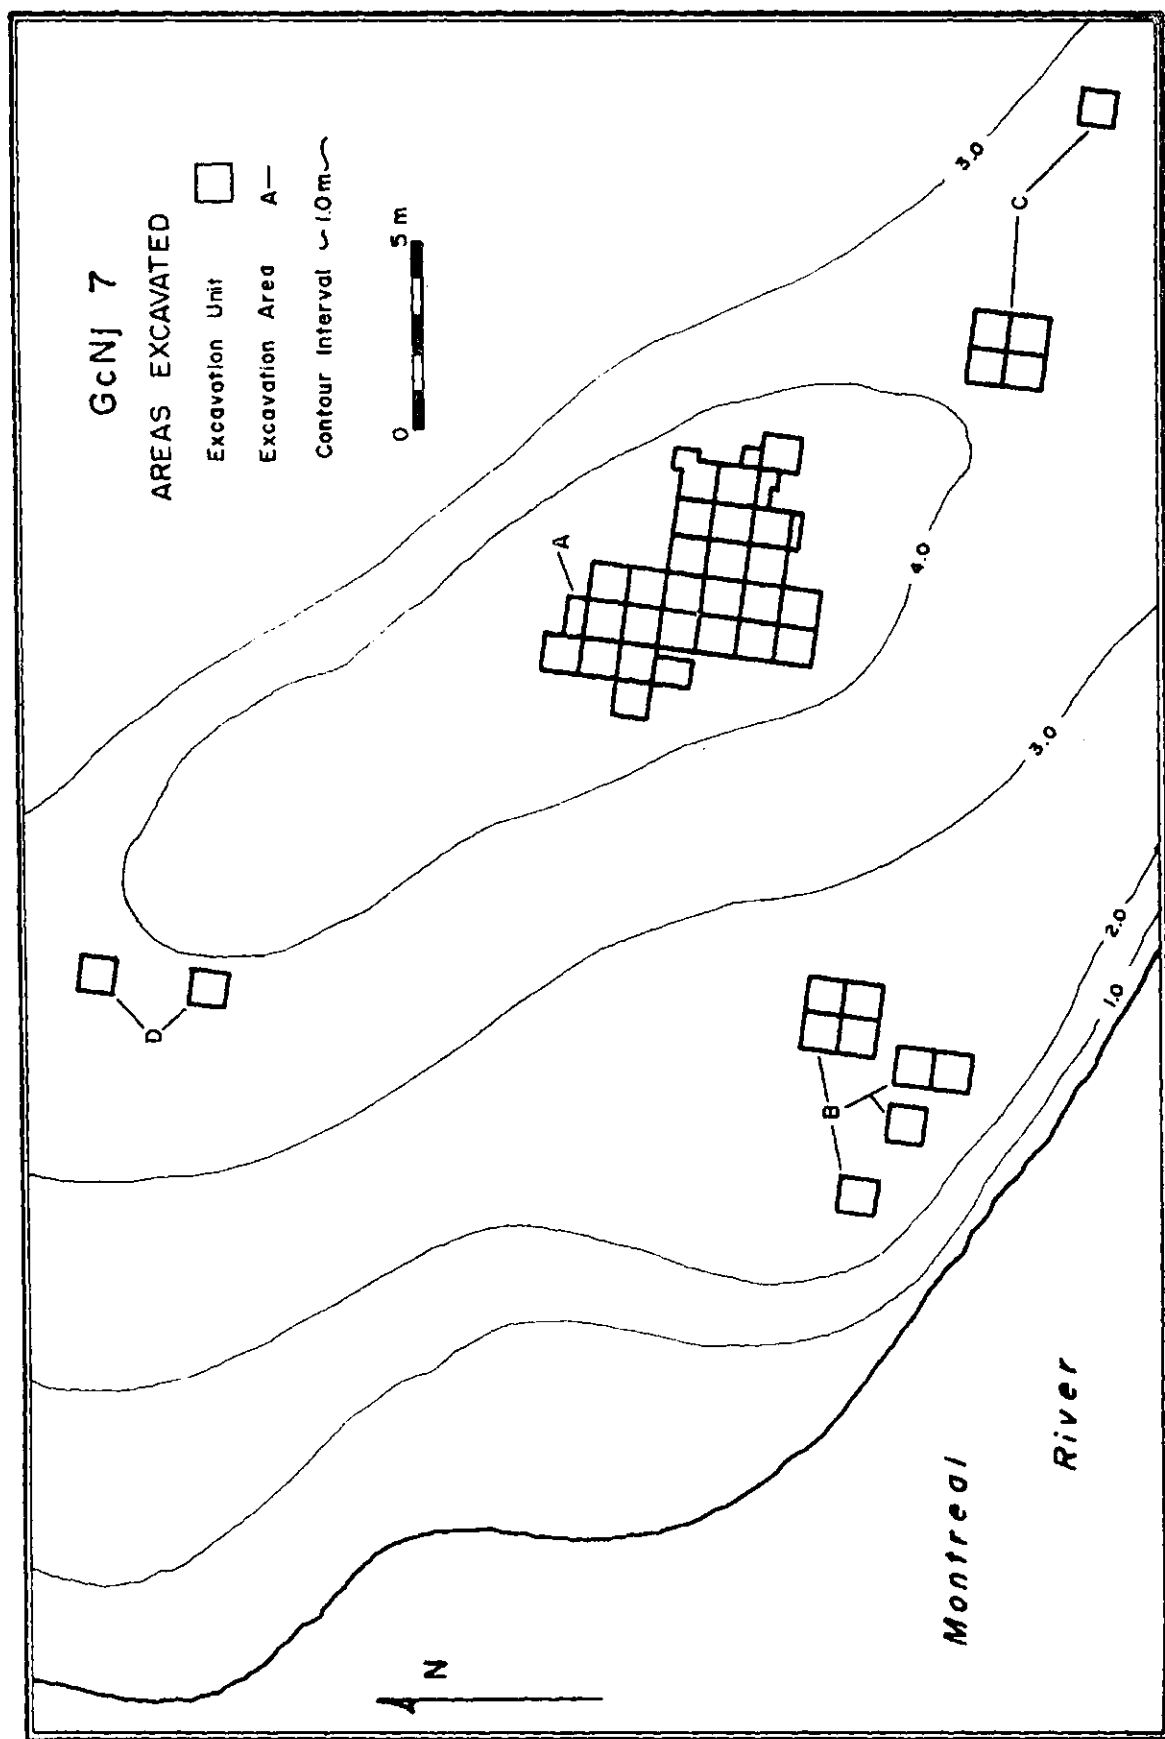 GcNj 7
AREAS EXCAVATED
Excavation Unit
Excavation Area A
Contour Interval 1.0m
0 5 m
3.0
C
A
4.0
3.0
D
B
2.0
1.0
N
Montreal
River